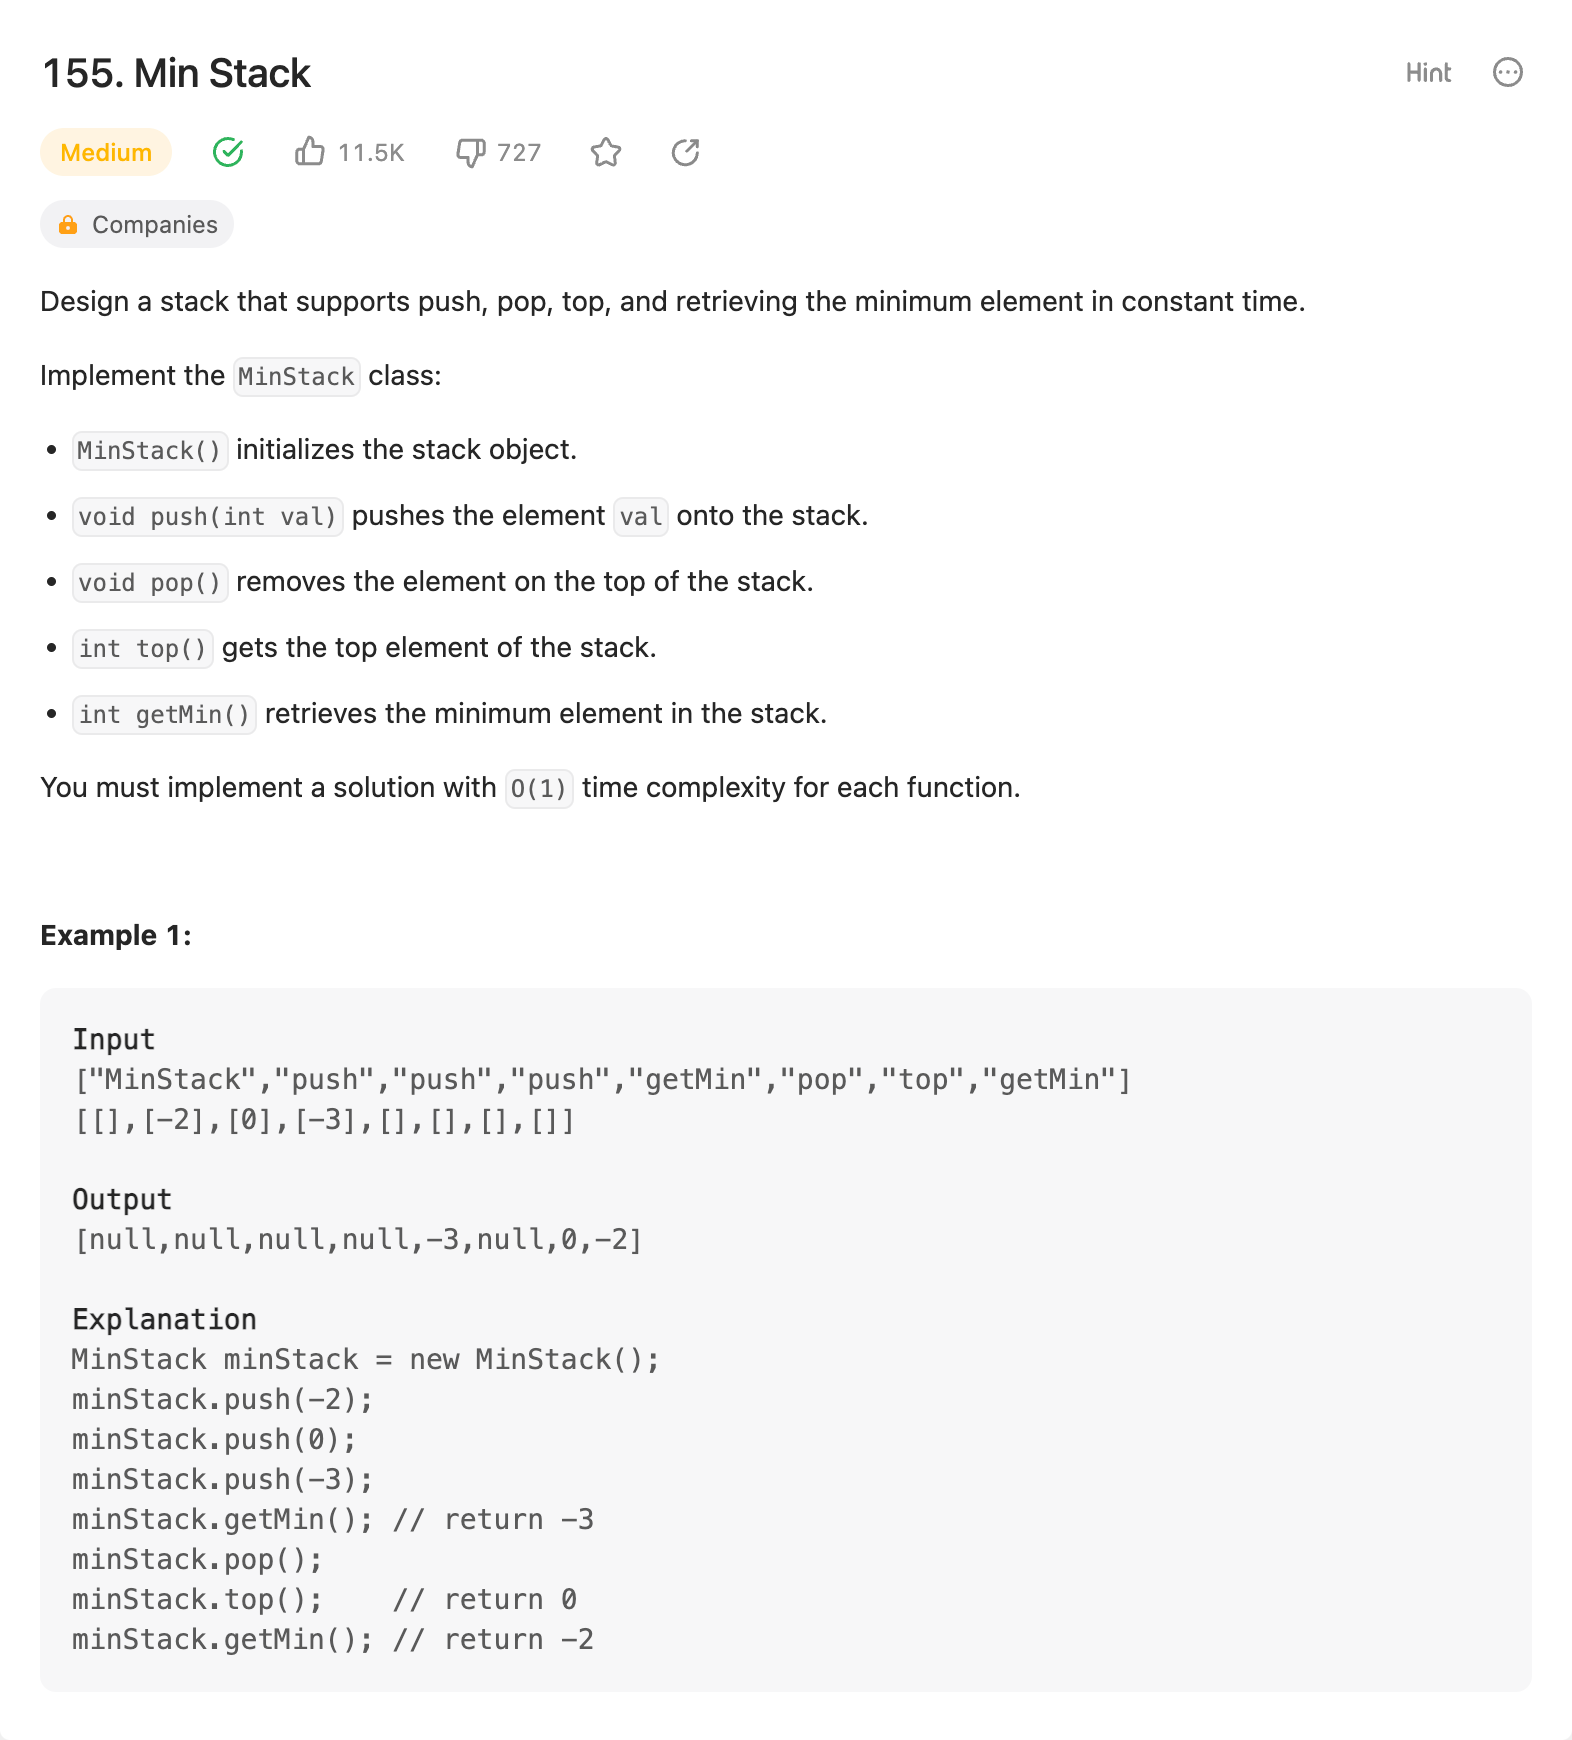 155. Min Stack
Hint
Medium
11.5K
727
Companies
Design a stack that supports push, pop, top, and retrieving the minimum element in constant time.
Implement the MinStack class:
• MinStack() initializes the stack object.
• void push(int val) pushes the element val onto the stack.
• void pop() removes the element on the top of the stack.
• int top() gets the top element of the stack.
• int getMin() retrieves the minimum element in the stack.
You must implement a solution with O(1) time complexity for each function.
Example 1:
Input
["MinStack","push","push","push","getMin","pop","top","getMin"]
[[],[-2],[0],[-3],[],[],[],[]]
Output
[null,null,null,null,-3,null,0,-2]
Explanation
MinStack minStack = new MinStack();
minStack.push(-2);
minStack.push(0);
minStack.push(-3);
minStack.getMin(); // return -3
minStack.pop();
minStack.top();    // return 0
minStack.getMin(); // return -2